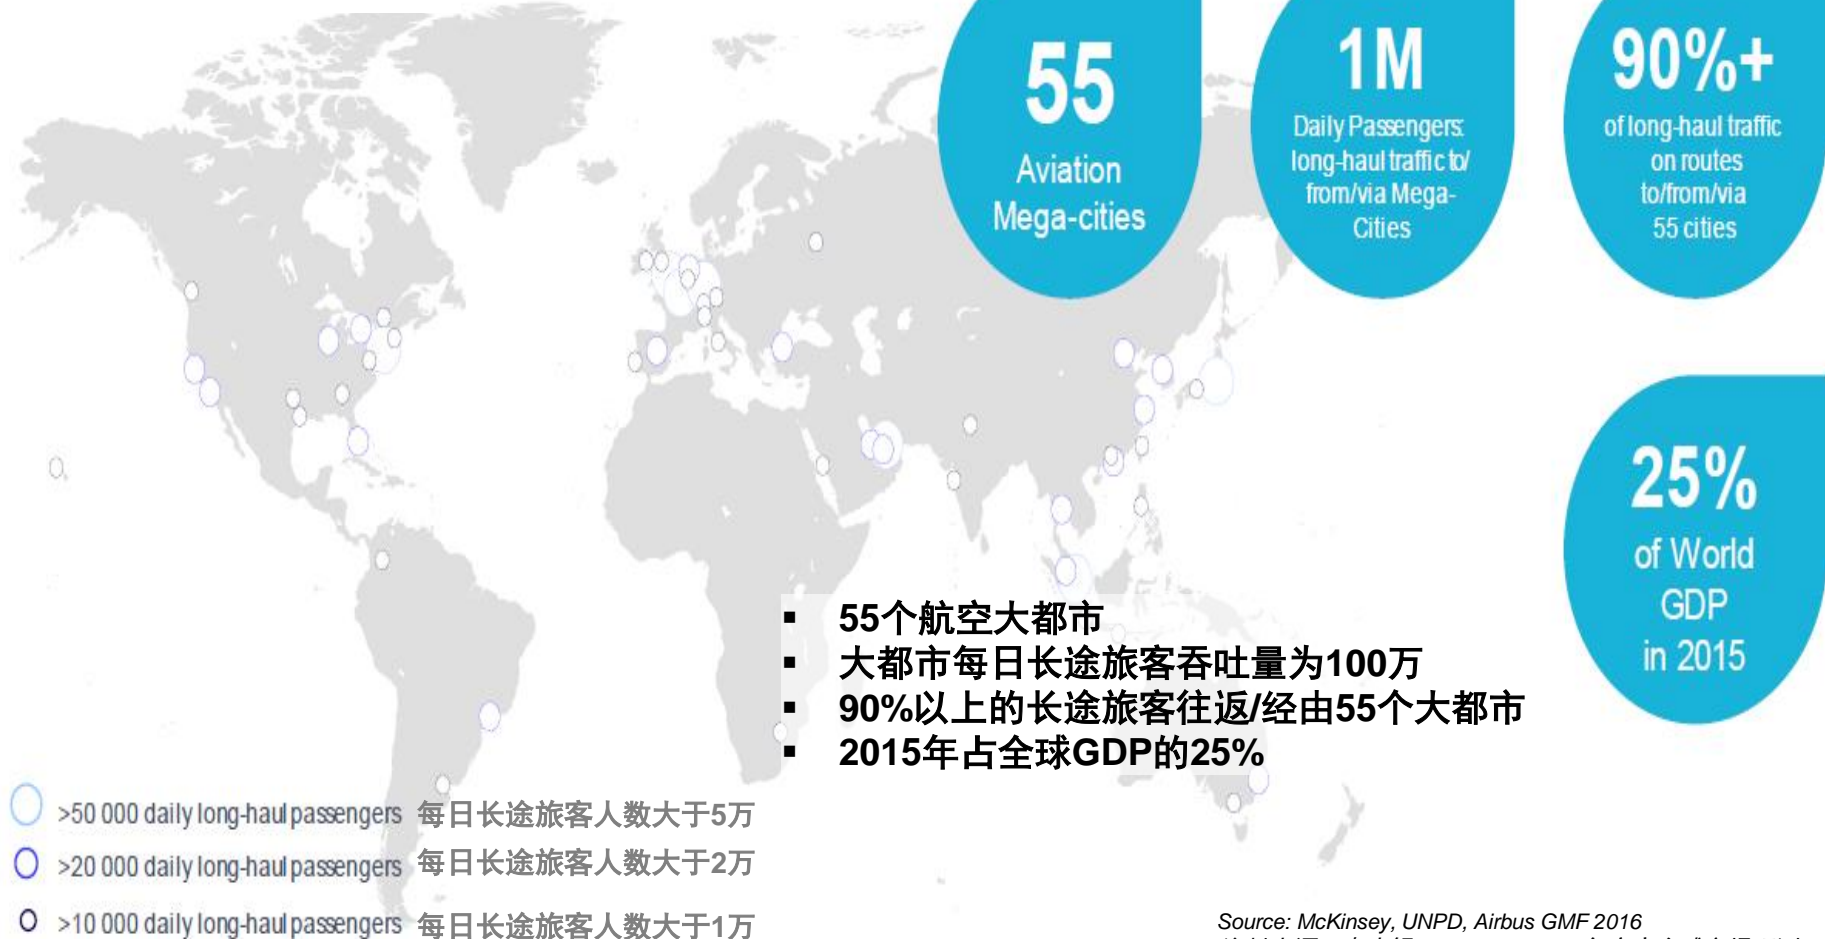 55
Aviation
Mega-cities
1M
Daily Passengers:
long-haul traffic to/
from/via Mega-
Cities
90%+
of long-haul traffic
on routes
to/from/via
55 cities
25%
of World
GDP
in 2015
▪ 55个航空大都市
▪ 大都市每日长途旅客吞吐量为100万
▪ 90%以上的长途旅客往返/经由55个大都市
▪ 2015年占全球GDP的25%
>50 000 daily long-haul passengers 每日长途旅客人数大于5万
>20 000 daily long-haul passengers 每日长途旅客人数大于2万
>10 000 daily long-haul passengers 每日长途旅客人数大于1万
Source: McKinsey, UNPD, Airbus GMF 2016